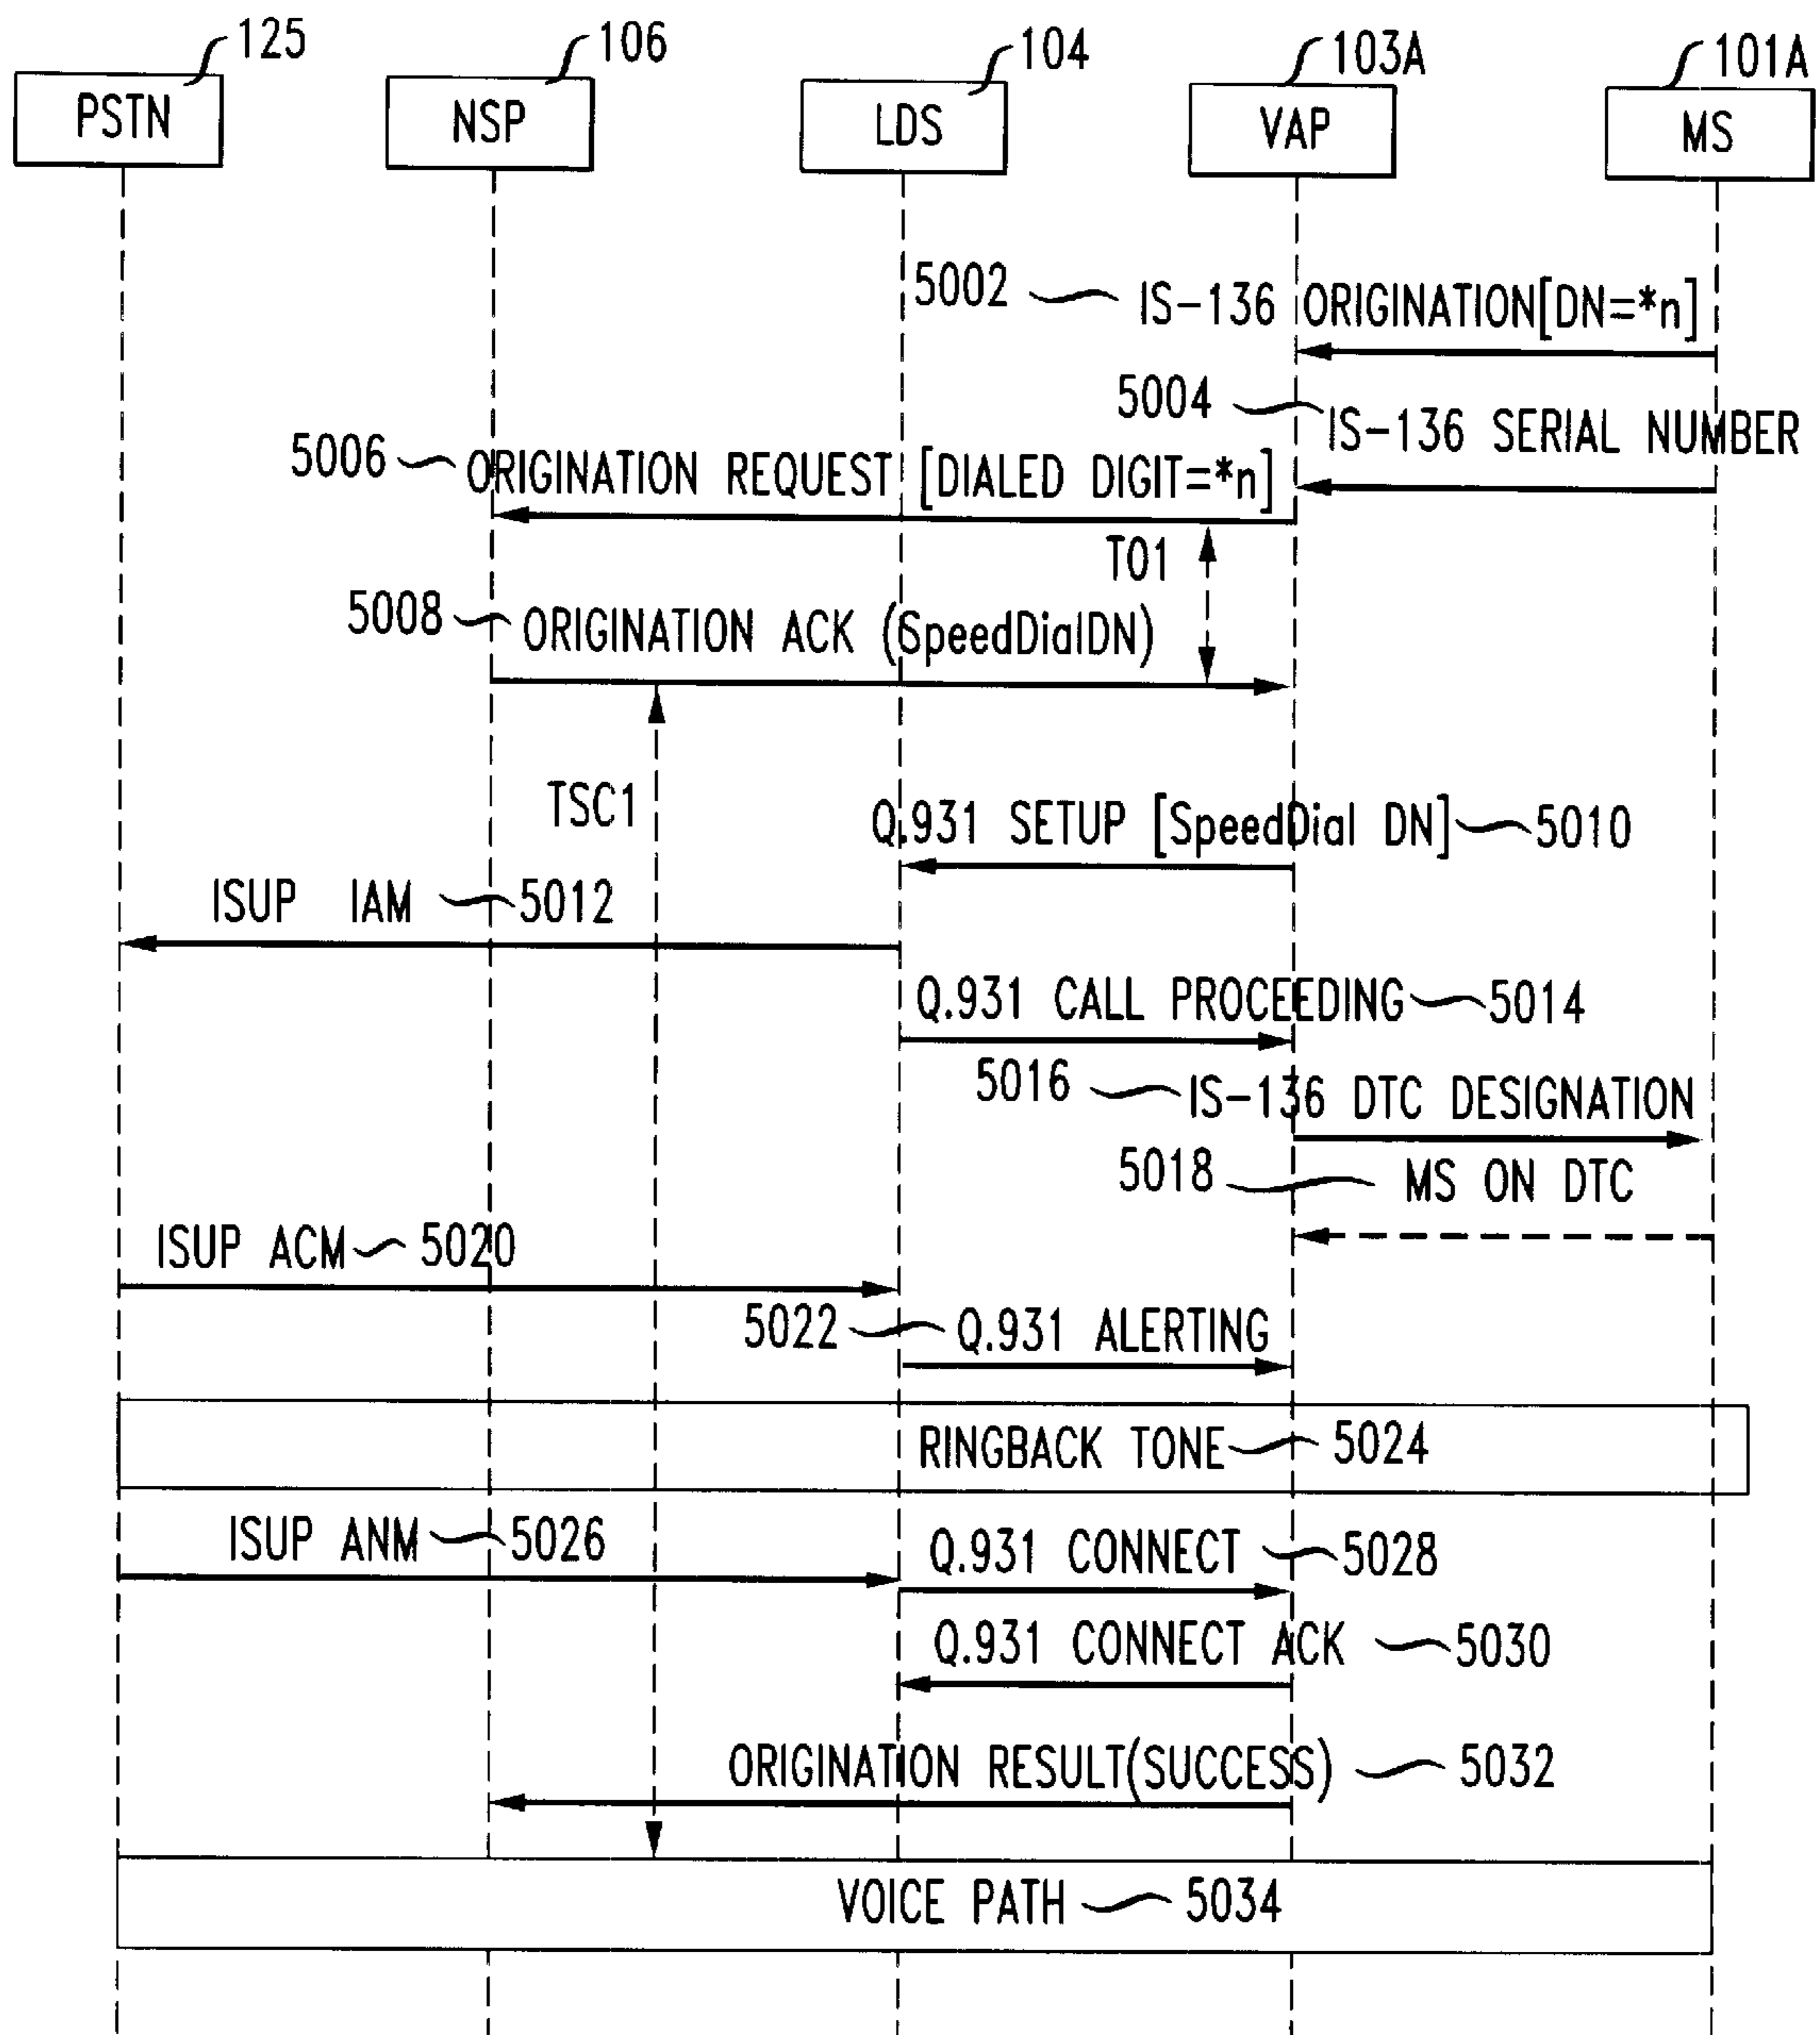 125
106
104
103A
101A
PSTN
NSP
LDS
VAP
MS
5002
IS-136 ORIGINATION[DN=*n]
5004
IS-136 SERIAL NUMBER
5006
ORIGINATION REQUEST [DIALED DIGIT=*n]
TO1
5008
ORIGINATION ACK (SpeedDialDN)
TSC1
Q.931 SETUP [SpeedDial DN]
5010
ISUP IAM
5012
Q.931 CALL PROCEEDING
5014
5016
IS-136 DTC DESIGNATION
5018
MS ON DTC
ISUP ACM
5020
5022
Q.931 ALERTING
RINGBACK TONE
5024
ISUP ANM
5026
Q.931 CONNECT
5028
Q.931 CONNECT ACK
5030
ORIGINATION RESULT(SUCCESS)
5032
VOICE PATH
5034